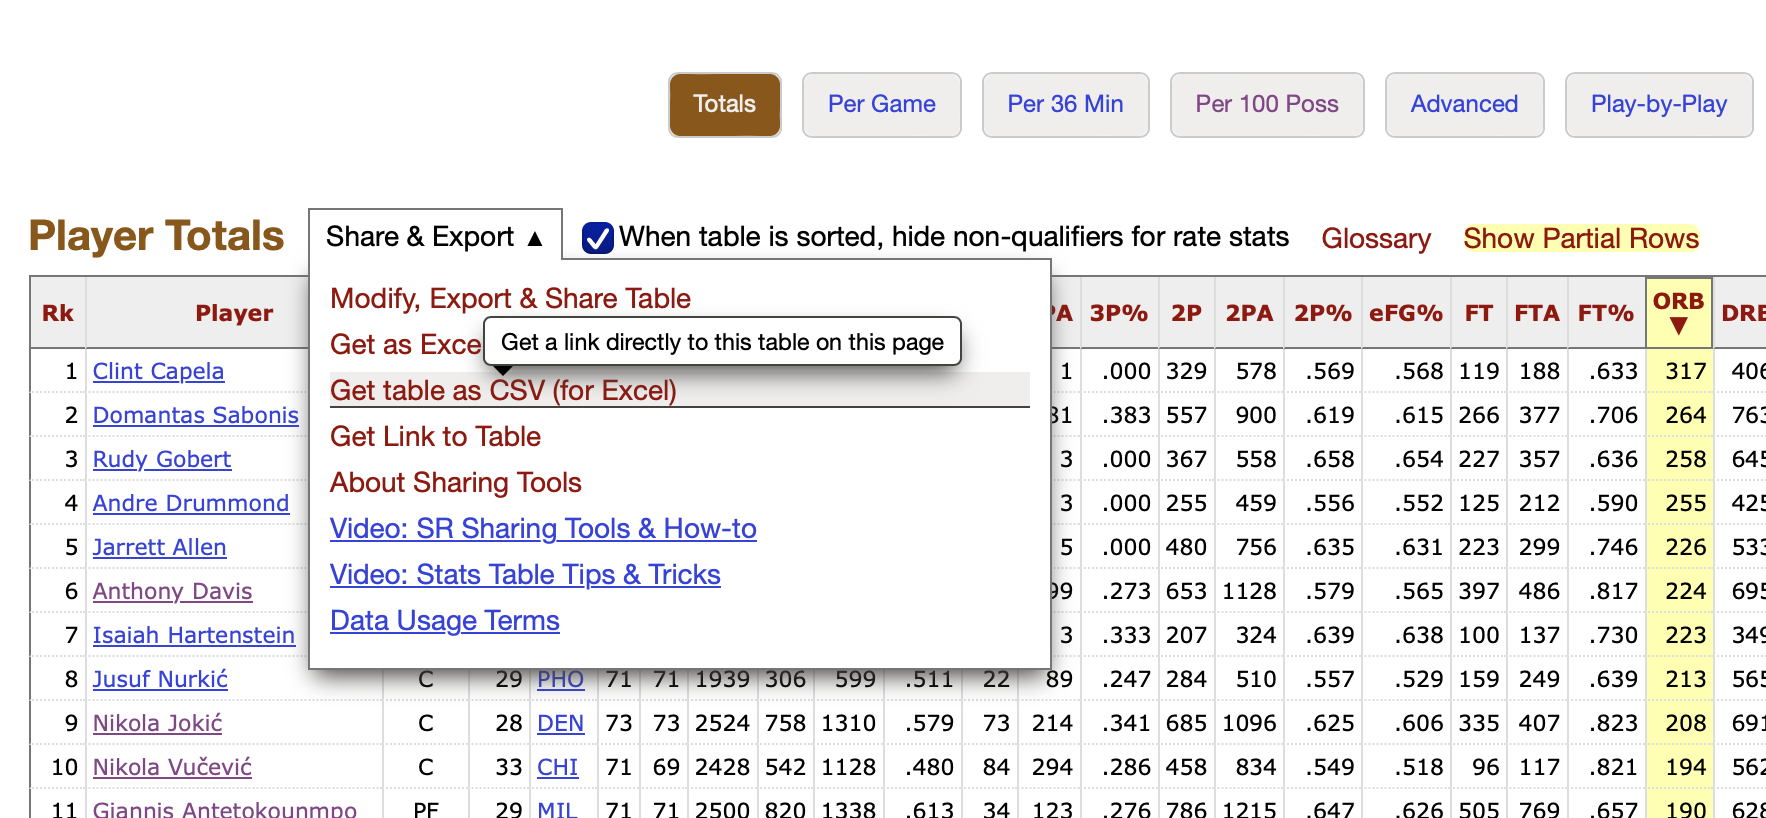 Totals Per Game Per 36 Min Per 100 Poss Advanced Play-by-Play
Player Totals Share & Export ▲ When table is sorted, hide non-qualifiers for rate stats Glossary Show Partial Rows
Modify, Export & Share Table
Get as Exce
Get a link directly to this table on this page
Get table as CSV (for Excel)
Get Link to Table
About Sharing Tools
Video: SR Sharing Tools & How-to
Video: Stats Table Tips & Tricks
Data Usage Terms
Rk Player PA 3P% 2P 2PA 2P% eFG% FT FTA FT% ORB ▼ DRB
1 Clint Capela 1 .000 329 578 .569 .568 119 188 .633 317 406
2 Domantas Sabonis 81 .383 557 900 .619 .615 266 377 .706 264 763
3 Rudy Gobert 3 .000 367 558 .658 .654 227 357 .636 258 645
4 Andre Drummond 3 .000 255 459 .556 .552 125 212 .590 255 425
5 Jarrett Allen 5 .000 480 756 .635 .631 223 299 .746 226 533
6 Anthony Davis 99 .273 653 1128 .579 .565 397 486 .817 224 695
7 Isaiah Hartenstein 3 .333 207 324 .639 .638 100 137 .730 223 349
8 Jusuf Nurkić C 29 PHO 71 71 1939 306 599 .511 22 89 .247 284 510 .557 .529 159 249 .639 213 565
9 Nikola Jokić C 28 DEN 73 73 2524 758 1310 .579 73 214 .341 685 1096 .625 .606 335 407 .823 208 691
10 Nikola Vučević C 33 CHI 71 69 2428 542 1128 .480 84 294 .286 458 834 .549 .518 96 117 .821 194 562
11 Giannis Antetokounmpo PF 29 MIL 71 71 2500 820 1338 .613 34 123 .276 786 1215 .647 .626 505 769 .657 190 628